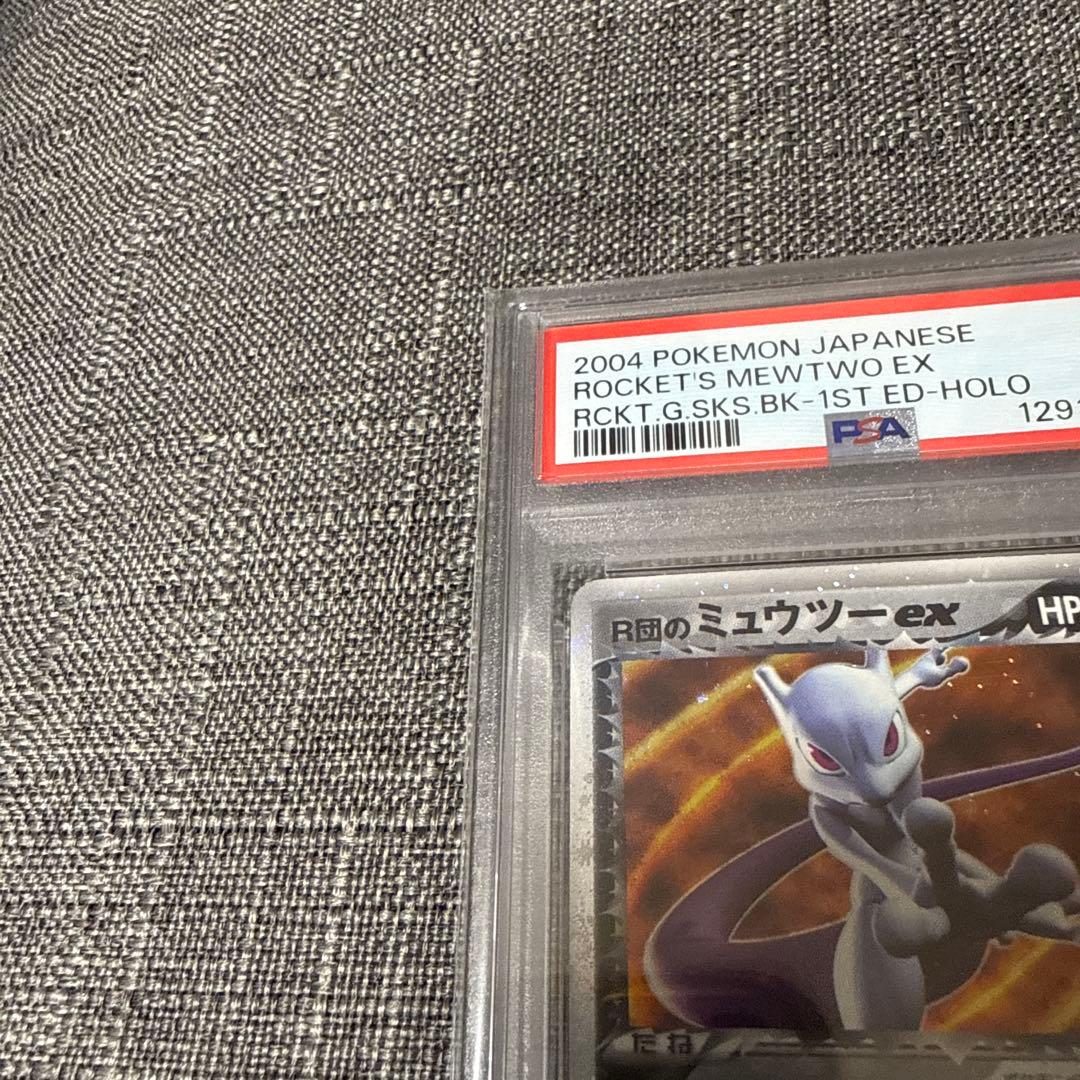 2004 POKEMON JAPANESE
ROCKET'S MEWTWO EX
RCKT.G.SKS.BK-1ST ED-HOLO
1291
PSA
R団のミュウツーex HP
たね